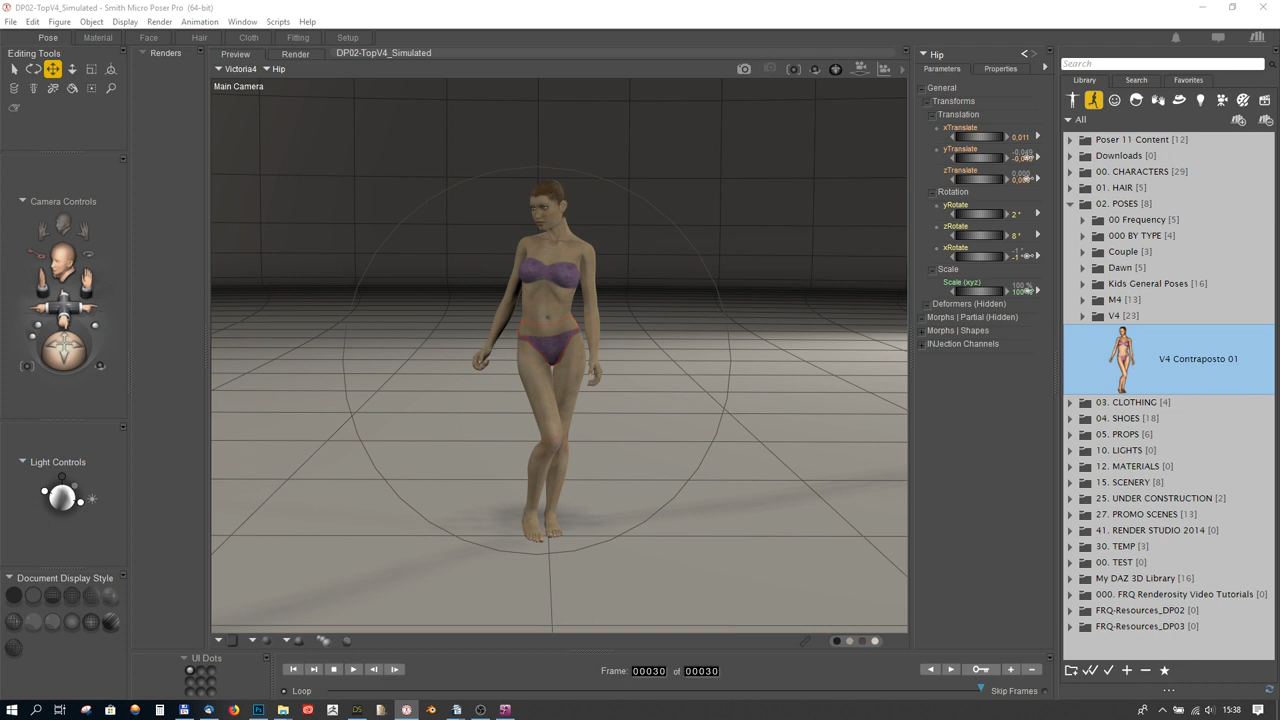 DP02-TopV4_Simulated - Smith Micro Poser Pro (64-bit)
File Edit Figure Object Display Render Animation Window Scripts Help
Pose Material Face Hair Cloth Fitting Setup
Editing Tools
Renders
Preview Render DP02-TopV4_Simulated
Victoria4 Hip
Main Camera
Camera Controls
Light Controls
Document Display Style
UI Dots
Loop
Frame: 00030 of 00030
Skip Frames
Hip
Parameters Properties
General
Transforms
Translation
xTranslate
0,011
yTranslate
-0,049
zTranslate
0,000
Rotation
yRotate
2 °
zRotate
8 °
xRotate
-1 °
Scale
Scale (xyz)
100 %
Deformers (Hidden)
Morphs | Partial (Hidden)
Morphs | Shapes
INJection Channels
Search
Library Search Favorites
All
Poser 11 Content [12]
Downloads [0]
00. CHARACTERS [29]
01. HAIR [5]
02. POSES [8]
00 Frequency [5]
000 BY TYPE [4]
Couple [3]
Dawn [5]
Kids General Poses [16]
M4 [13]
V4 [23]
V4 Contraposto 01
03. CLOTHING [4]
04. SHOES [18]
05. PROPS [6]
10. LIGHTS [0]
12. MATERIALS [0]
15. SCENERY [8]
25. UNDER CONSTRUCTION [2]
27. PROMO SCENES [13]
41. RENDER STUDIO 2014 [0]
30. TEMP [3]
00. TEST [0]
My DAZ 3D Library [16]
000. FRQ Renderosity Video Tutorials [0]
FRQ-Resources_DP02 [0]
FRQ-Resources_DP03 [0]
15:38